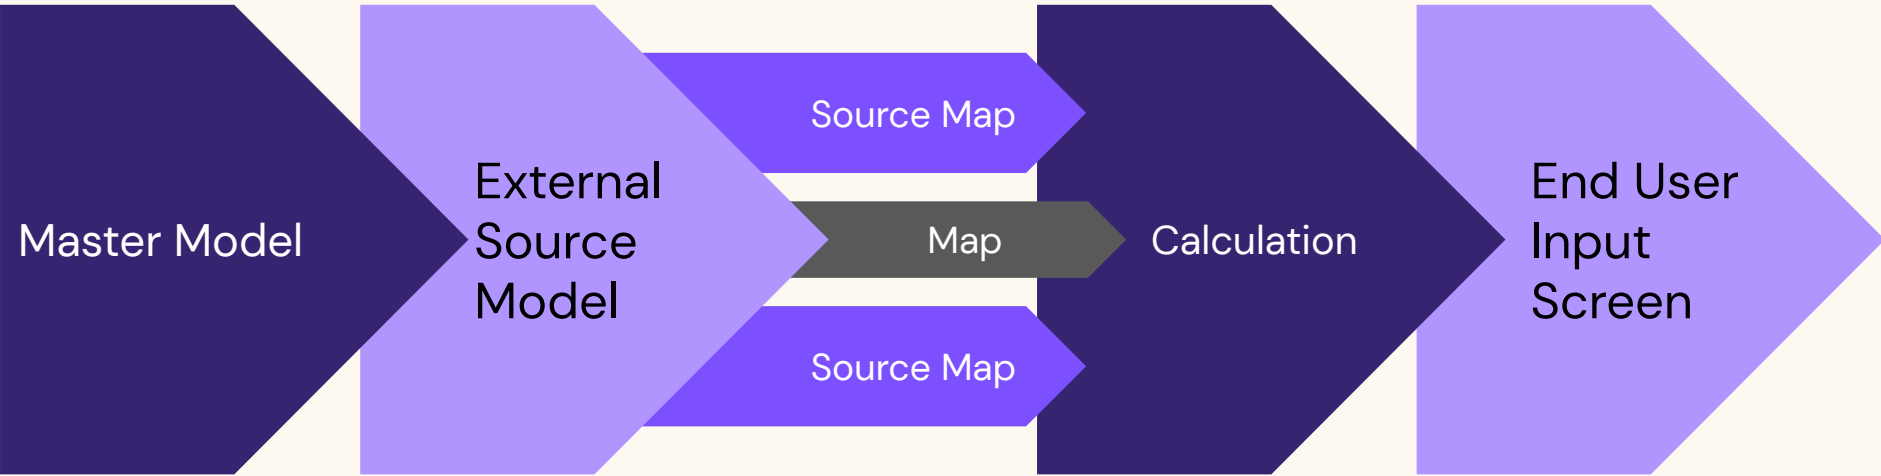 Master Model
External
Source
Model
Source Map
Map
Source Map
Calculation
End User
Input
Screen